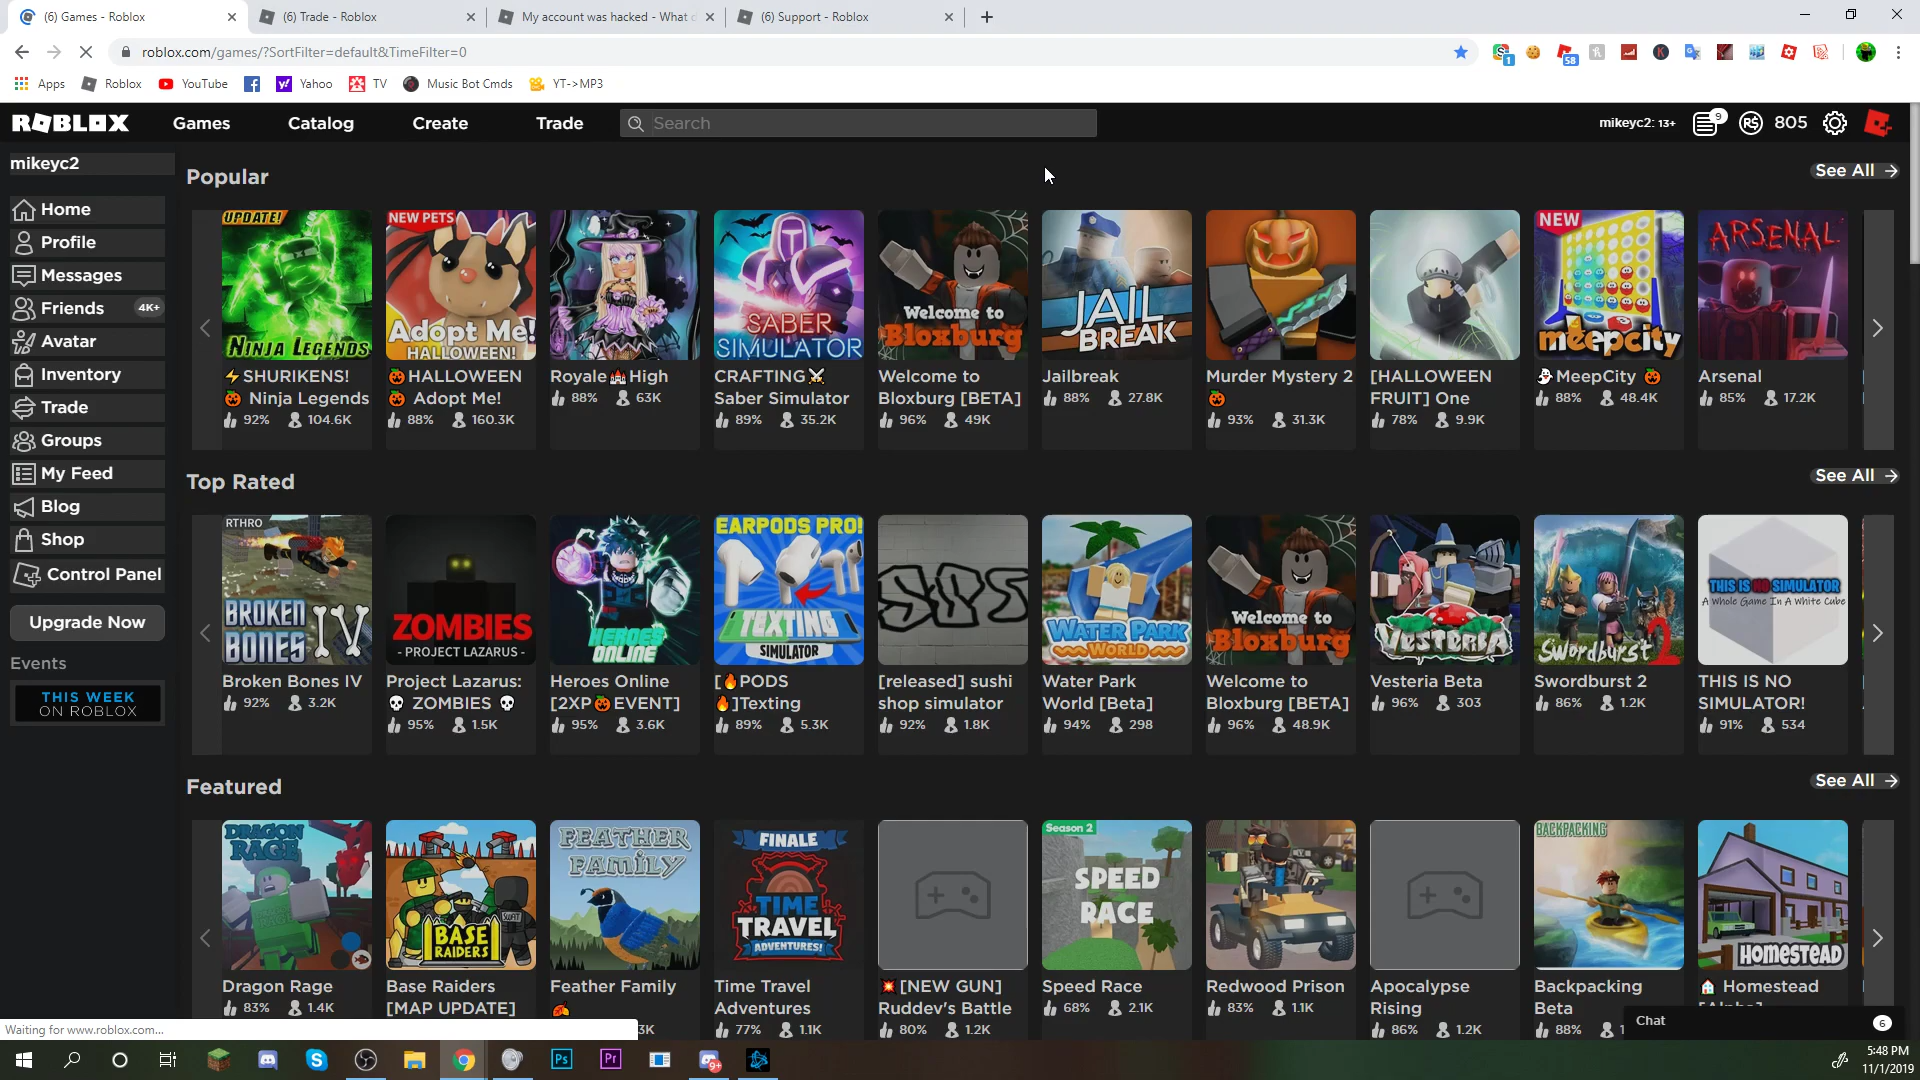 (6) Games - Roblox
(6) Trade - Roblox
My account was hacked - What
(6) Support - Roblox
roblox.com/games/?SortFilter=default&TimeFilter=0
1
58
Apps Roblox YouTube Yahoo TV Music Bot Cmds YT->MP3
ROBLOX Games Catalog Create Trade Search mikeyc2: 13+ 9 R$ 805
mikeyc2
Home
Profile
Messages
Friends 4K+
Avatar
Inventory
Trade
Groups
My Feed
Blog
Shop
Control Panel
Upgrade Now
Events
THIS WEEK
ON ROBLOX
Popular See All →
UPDATE!
NINJA LEGENDS
⚡SHURIKENS!
🎃 Ninja Legends
92% 104.6K
NEW PETS
Adopt Me!
HALLOWEEN!
🎃HALLOWEEN
🎃 Adopt Me!
88% 160.3K
Royale🏰High
88% 63K
SABER
SIMULATOR
CRAFTING⚔
Saber Simulator
89% 35.2K
Welcome to
Bloxburg
Welcome to
Bloxburg [BETA]
96% 49K
JAIL
BREAK
Jailbreak
88% 27.8K
Murder Mystery 2
🎃
93% 31.3K
[HALLOWEEN
FRUIT] One
78% 9.9K
NEW
meepcity
👻MeepCity 🎃
88% 48.4K
ARSENAL
Arsenal
85% 17.2K
Top Rated See All →
RTHRO
BROKEN
BONES IV
Broken Bones IV
92% 3.2K
ZOMBIES
- PROJECT LAZARUS -
Project Lazarus:
💀 ZOMBIES 💀
95% 1.5K
HEROES
ONLINE
Heroes Online
[2XP🎃EVENT]
95% 3.6K
EARPODS PRO!
TEXTING
SIMULATOR
[🔥PODS
🔥]Texting
89% 5.3K
SOS
[released] sushi
shop simulator
92% 1.8K
WATER PARK
WORLD
Water Park
World [Beta]
94% 298
Welcome to
Bloxburg
Welcome to
Bloxburg [BETA]
96% 48.9K
VESTERIA
Vesteria Beta
96% 303
Swordburst 2
Swordburst 2
86% 1.2K
THIS IS NO SIMULATOR
A Whole Game In A White Cube
THIS IS NO
SIMULATOR!
91% 534
Featured See All →
DRAGON
RAGE
Dragon Rage
83% 1.4K
SWAT
BASE
RAIDERS
Base Raiders
[MAP UPDATE]
FEATHER
FAMILY
Feather Family
🍂
3K
FINALE
TIME
TRAVEL
ADVENTURES!
Time Travel
Adventures
77% 1.1K
💥[NEW GUN]
Ruddev's Battle
80% 1.2K
Season 2
SPEED
RACE
Speed Race
68% 2.1K
Redwood Prison
83% 1.1K
Apocalypse
Rising
86% 1.2K
BACKPACKING
Backpacking
Beta
88% 1
HOMESTEAD
🏠 Homestead
[Alpha]
Waiting for www.roblox.com...
Chat 6
Ps Pr 9+
5:48 PM
11/1/2019